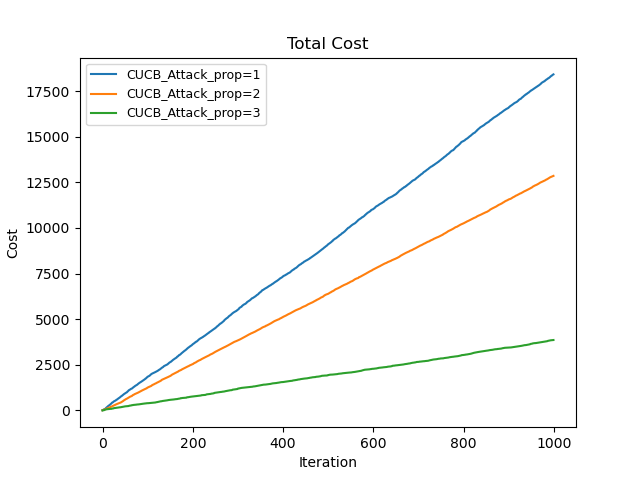 Total Cost
CUCB_Attack_prop=1
CUCB_Attack_prop=2
CUCB_Attack_prop=3
17500
15000
12500
10000
7500
5000
2500
0
Cost
0 200 400 600 800 1000
Iteration